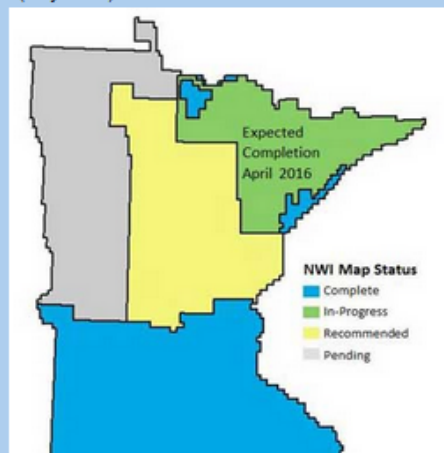 Expected
Completion
April 2016
NWI Map Status
Complete
In-Progress
Recommended
Pending